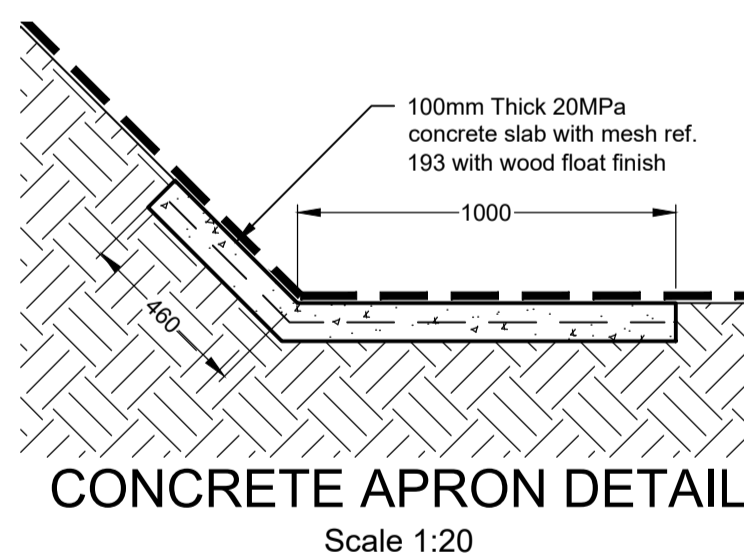 100mm Thick 20MPa
concrete slab with mesh ref.
193 with wood float finish
1000
460
CONCRETE APRON DETAIL
Scale 1:20